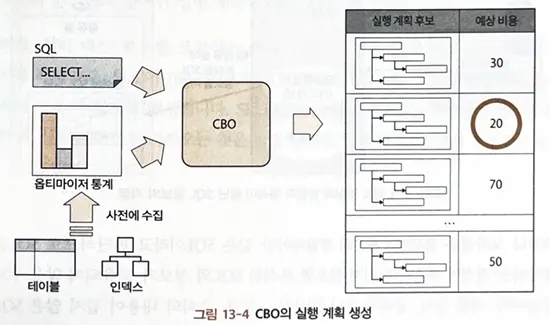 SQL
SELECT...
옵티마이저 통계
사전에 수집
테이블
인덱스
CBO
실행 계획 후보
예상 비용
30
20
70
...
50
그림 13-4 CBO의 실행 계획 생성